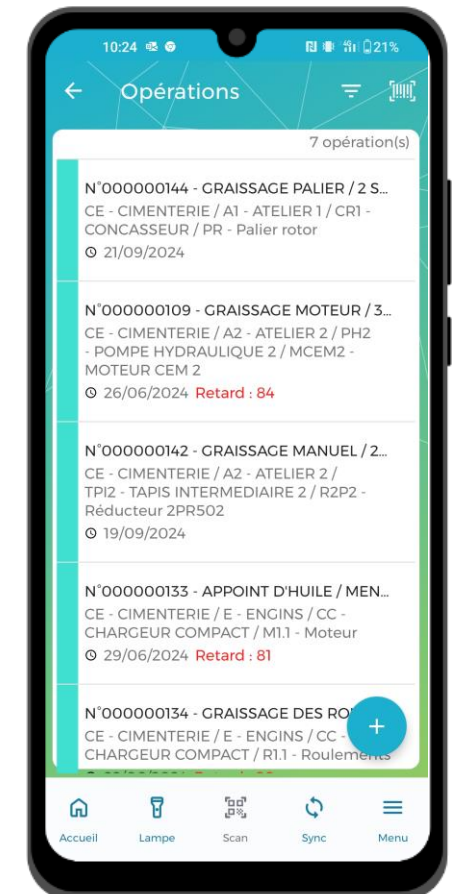 10:24 21%
Opérations
7 opération(s)
N°000000144 - GRAISSAGE PALIER / 2 S...
CE - CIMENTERIE / A1 - ATELIER 1 / CR1 -
CONCASSEUR / PR - Palier rotor
21/09/2024
N°000000109 - GRAISSAGE MOTEUR / 3...
CE - CIMENTERIE / A2 - ATELIER 2 / PH2
- POMPE HYDRAULIQUE 2 / MCEM2 -
MOTEUR CEM 2
26/06/2024 Retard : 84
N°000000142 - GRAISSAGE MANUEL / 2...
CE - CIMENTERIE / A2 - ATELIER 2 /
TPI2 - TAPIS INTERMEDIAIRE 2 / R2P2 -
Réducteur 2PR502
19/09/2024
N°000000133 - APPOINT D'HUILE / MEN...
CE - CIMENTERIE / E - ENGINS / CC -
CHARGEUR COMPACT / M1.1 - Moteur
29/06/2024 Retard : 81
N°000000134 - GRAISSAGE DES
CE - CIMENTERIE / E - ENGINS / CC -
CHARGEUR COMPACT / R1.1 - Roulements
Accueil Lampe Scan Sync Menu